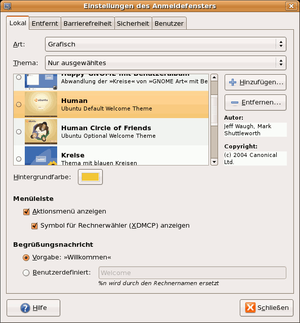 Einstellungen des Anmeldefensters
Lokal
Entfernt
Barrierefreiheit
Sicherheit
Benutzer
Art:
Grafisch
Thema:
Nur ausgewähltes
Happy GNOME mit Benutzeralbum
Abwandlung der »Kreise« von »GNOME Art« mit Be
Human
Ubuntu Default Welcome Theme
Human Circle of Friends
Ubuntu Optional Welcome Theme
Kreise
Thema mit blauen Kreisen
Hinzufügen...
Entfernen...
Autor:
Jeff Waugh, Mark
Shuttleworth
Copyright:
(c) 2004 Canonical
Ltd.
Hintergrundfarbe:
Menüleiste
Aktionsmenü anzeigen
Symbol für Rechnerwähler (XDMCP) anzeigen
Begrüßungsnachricht
Vorgabe: »Willkommen«
Benutzerdefiniert:
Welcome
%n wird durch den Rechnernamen ersetzt
Hilfe
Schließen